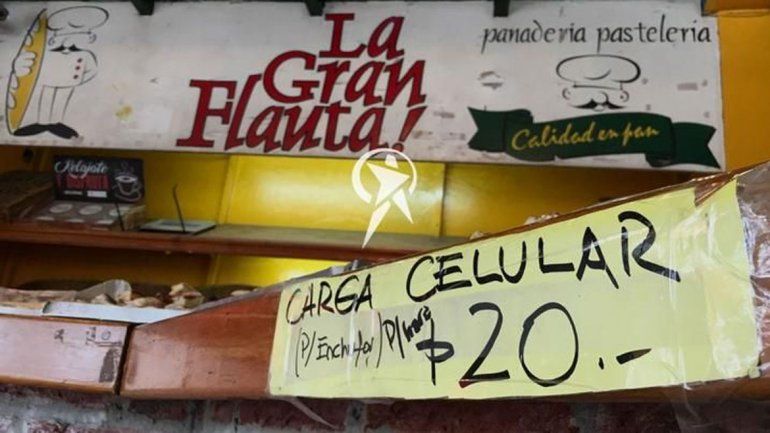 La
Gran
Flauta!
panaderia pasteleria
Calidad en pan
CARGA CELULAR
(P/Enchufar) P/hora
$20.-